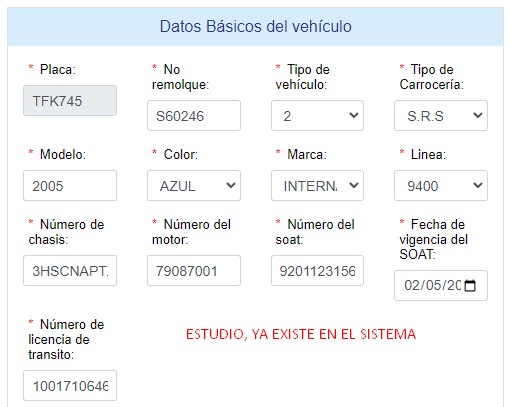 Datos Básicos del vehículo
* Placa:
TFK745
* No
remolque:
S60246
* Tipo de
vehículo:
2
* Tipo de
Carrocería:
S.R.S
* Modelo:
2005
* Color:
AZUL
* Marca:
INTERNA
* Linea:
9400
* Número de
chasis:
3HSCNAPT.
* Número del
motor:
79087001
* Número del
soat:
9201123156
* Fecha de
vigencia del
SOAT:
02/05/20
* Número de
licencia de
transito:
1001710646
ESTUDIO, YA EXISTE EN EL SISTEMA